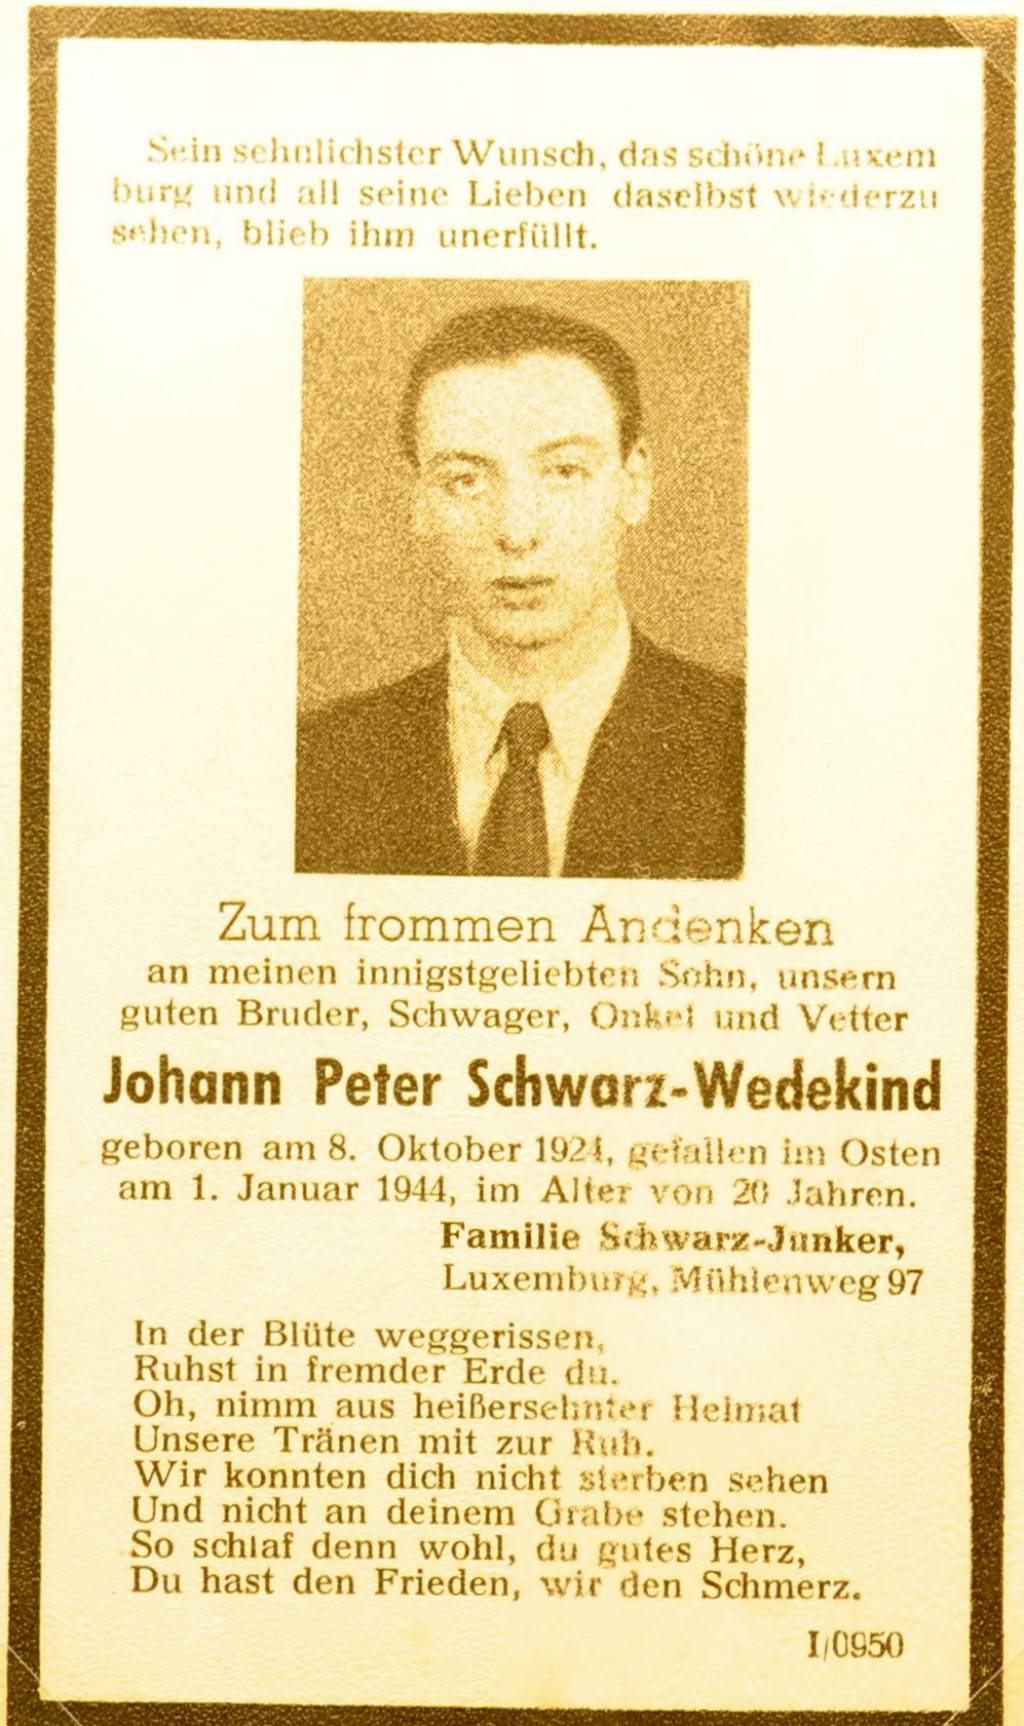 Sein sehnlichster Wunsch, das schöne Luxem
burg und all seine Lieben daselbst wiederzu
sehen, blieb ihm unerfüllt.
Zum frommen Andenken
an meinen innigstgeliebten Sohn, unsern
guten Bruder, Schwager, Onkel und Vetter
Johann Peter Schwarz-Wedekind
geboren am 8. Oktober 1924, gefallen im Osten
am 1. Januar 1944, im Alter von 20 Jahren.
Familie Schwarz-Junker,
Luxemburg, Mühlenweg 97
In der Blüte weggerissen,
Ruhst in fremder Erde du.
Oh, nimm aus heißersehnter Heimat
Unsere Tränen mit zur Ruh.
Wir konnten dich nicht sterben sehen
Und nicht an deinem Grabe stehen.
So schlaf denn wohl, du gutes Herz,
Du hast den Frieden, wir den Schmerz.
I/0950